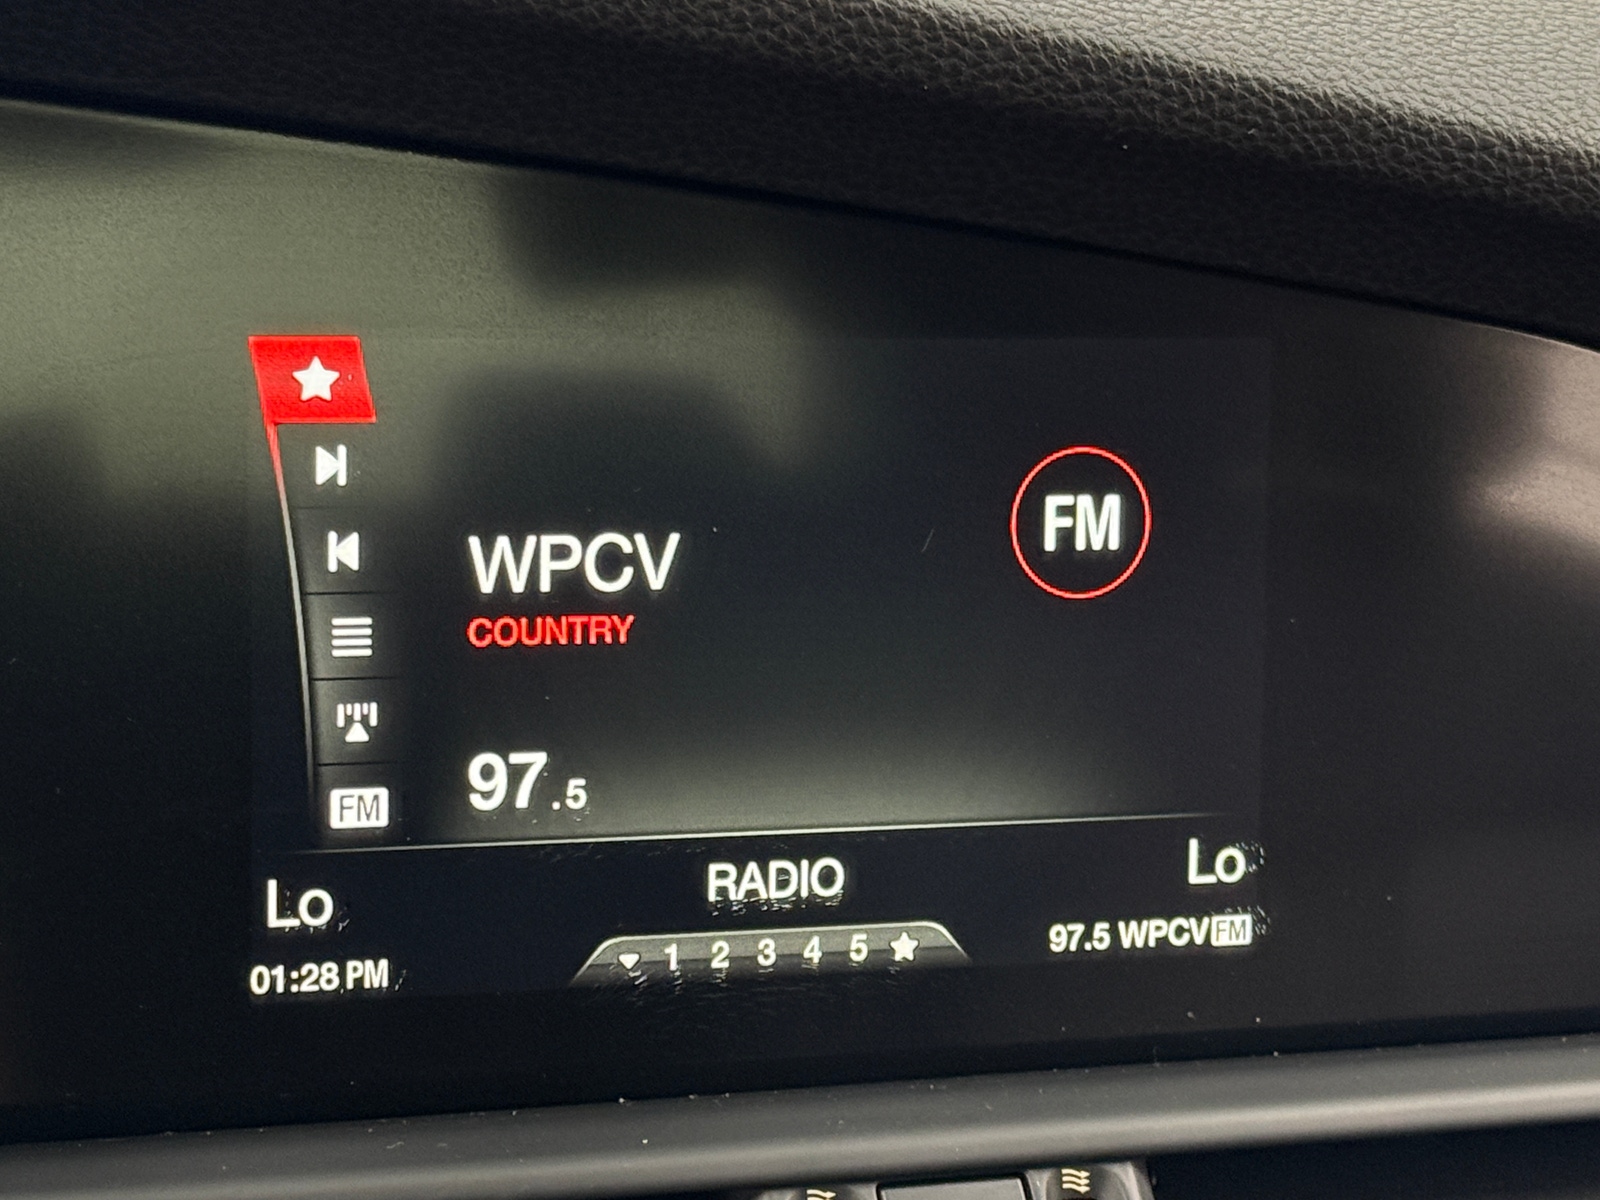 FM
WPCV
COUNTRY
97.5
FM
RADIO
Lo
Lo
1 2 3 4 5
97.5 WPCV FM
01:28 PM